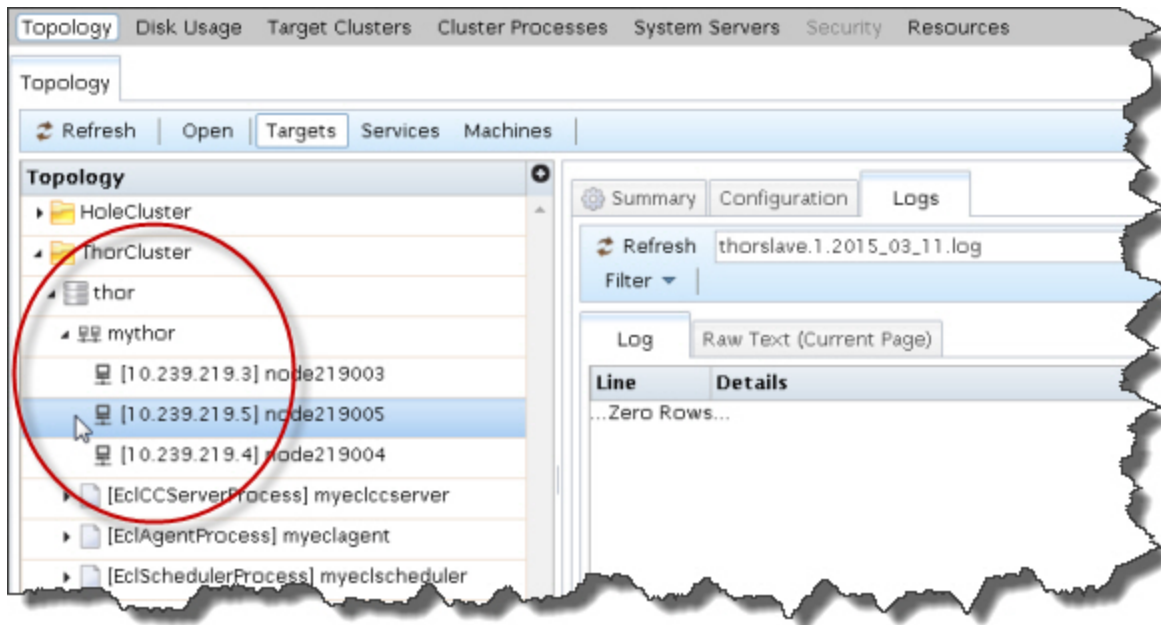 Topology Disk Usage Target Clusters Cluster Processes System Servers Security Resources
Topology
Refresh Open Targets Services Machines
Topology
HoleCluster
ThorCluster
thor
mythor
[10.239.219.3] node219003
[10.239.219.5] node219005
[10.239.219.4] node219004
[EclCCServerProcess] myeclccserver
[EclAgentProcess] myeclagent
[EclSchedulerProcess] myeclscheduler
Summary Configuration Logs
Refresh thorslave.1.2015_03_11.log
Filter
Log Raw Text (Current Page)
Line Details
...Zero Rows...